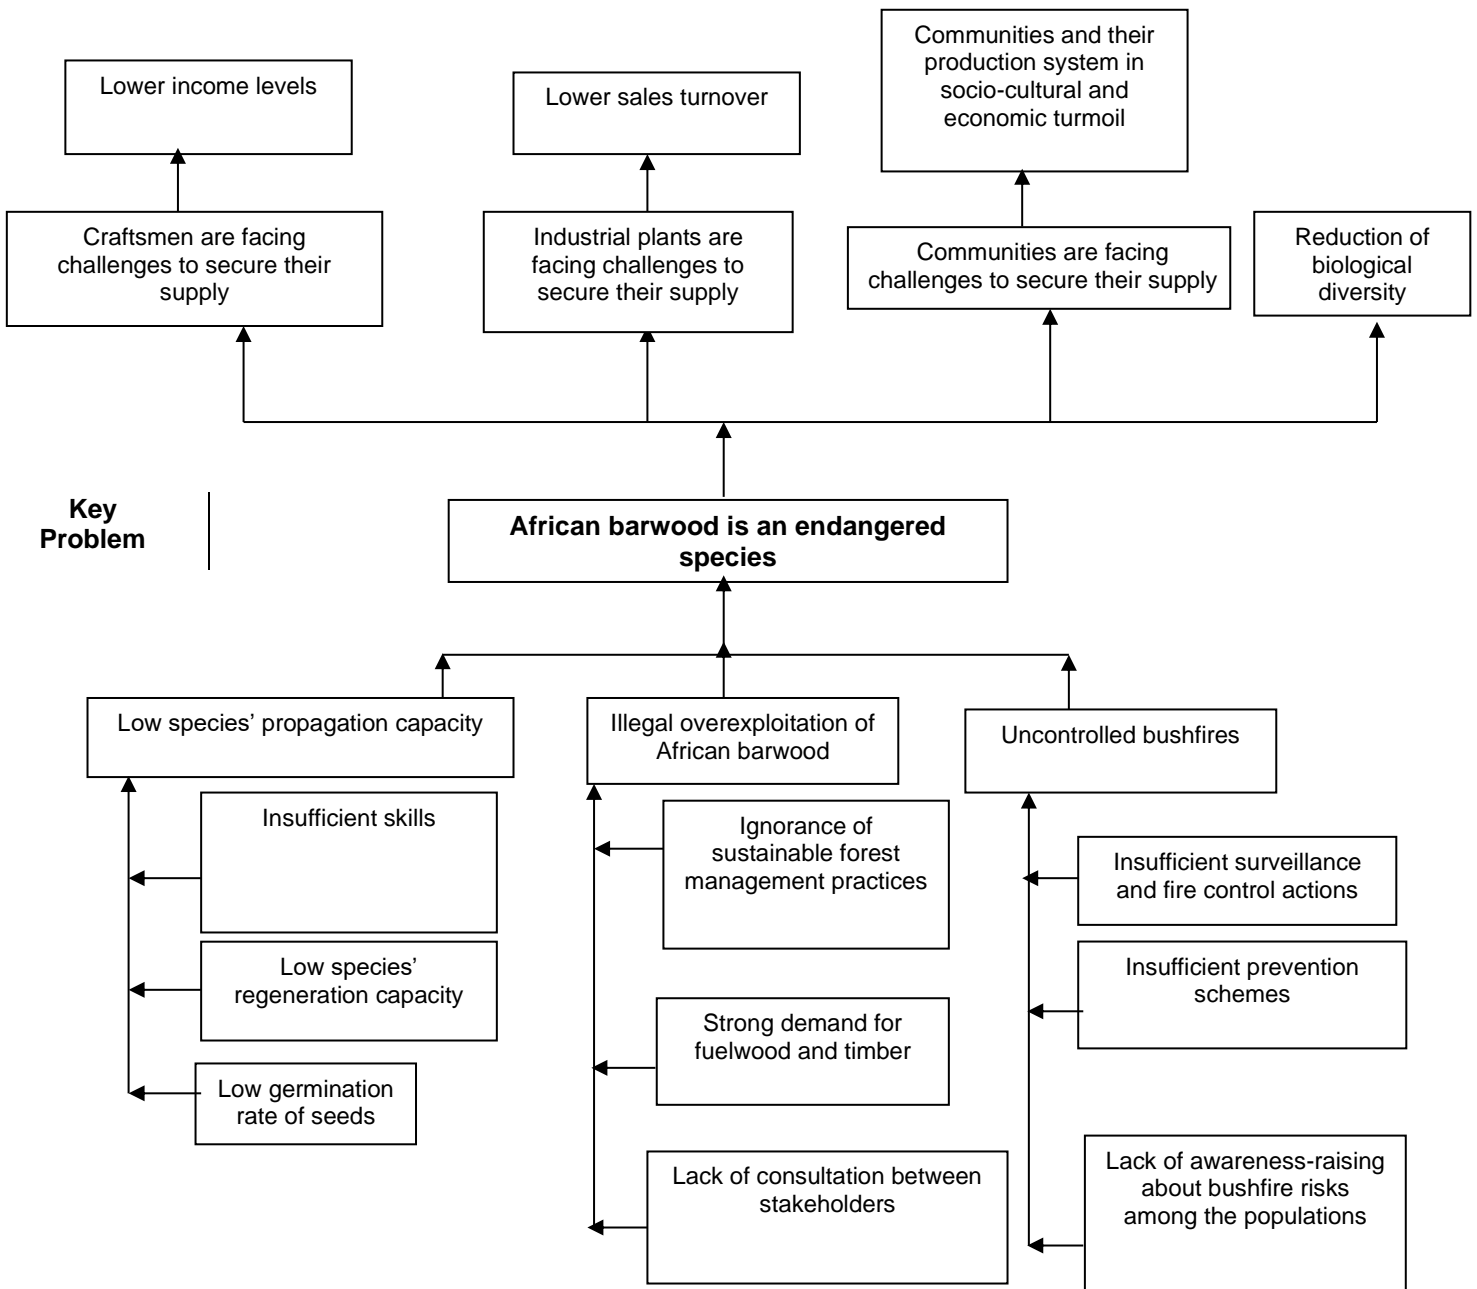 Communities and their
production system in
socio-cultural and
economic turmoil
Lower income levels
Lower sales turnover
Craftsmen are facing
challenges to secure their
supply
Industrial plants are
facing challenges to
secure their supply
Communities are facing
challenges to secure their supply
Reduction of
biological
diversity
Key
Problem
African barwood is an endangered
species
Low species’ propagation capacity
Illegal overexploitation of
African barwood
Uncontrolled bushfires
Insufficient skills
Low species’
regeneration capacity
Low germination
rate of seeds
Ignorance of
sustainable forest
management practices
Strong demand for
fuelwood and timber
Lack of consultation between
stakeholders
Insufficient surveillance
and fire control actions
Insufficient prevention
schemes
Lack of awareness-raising
about bushfire risks
among the populations